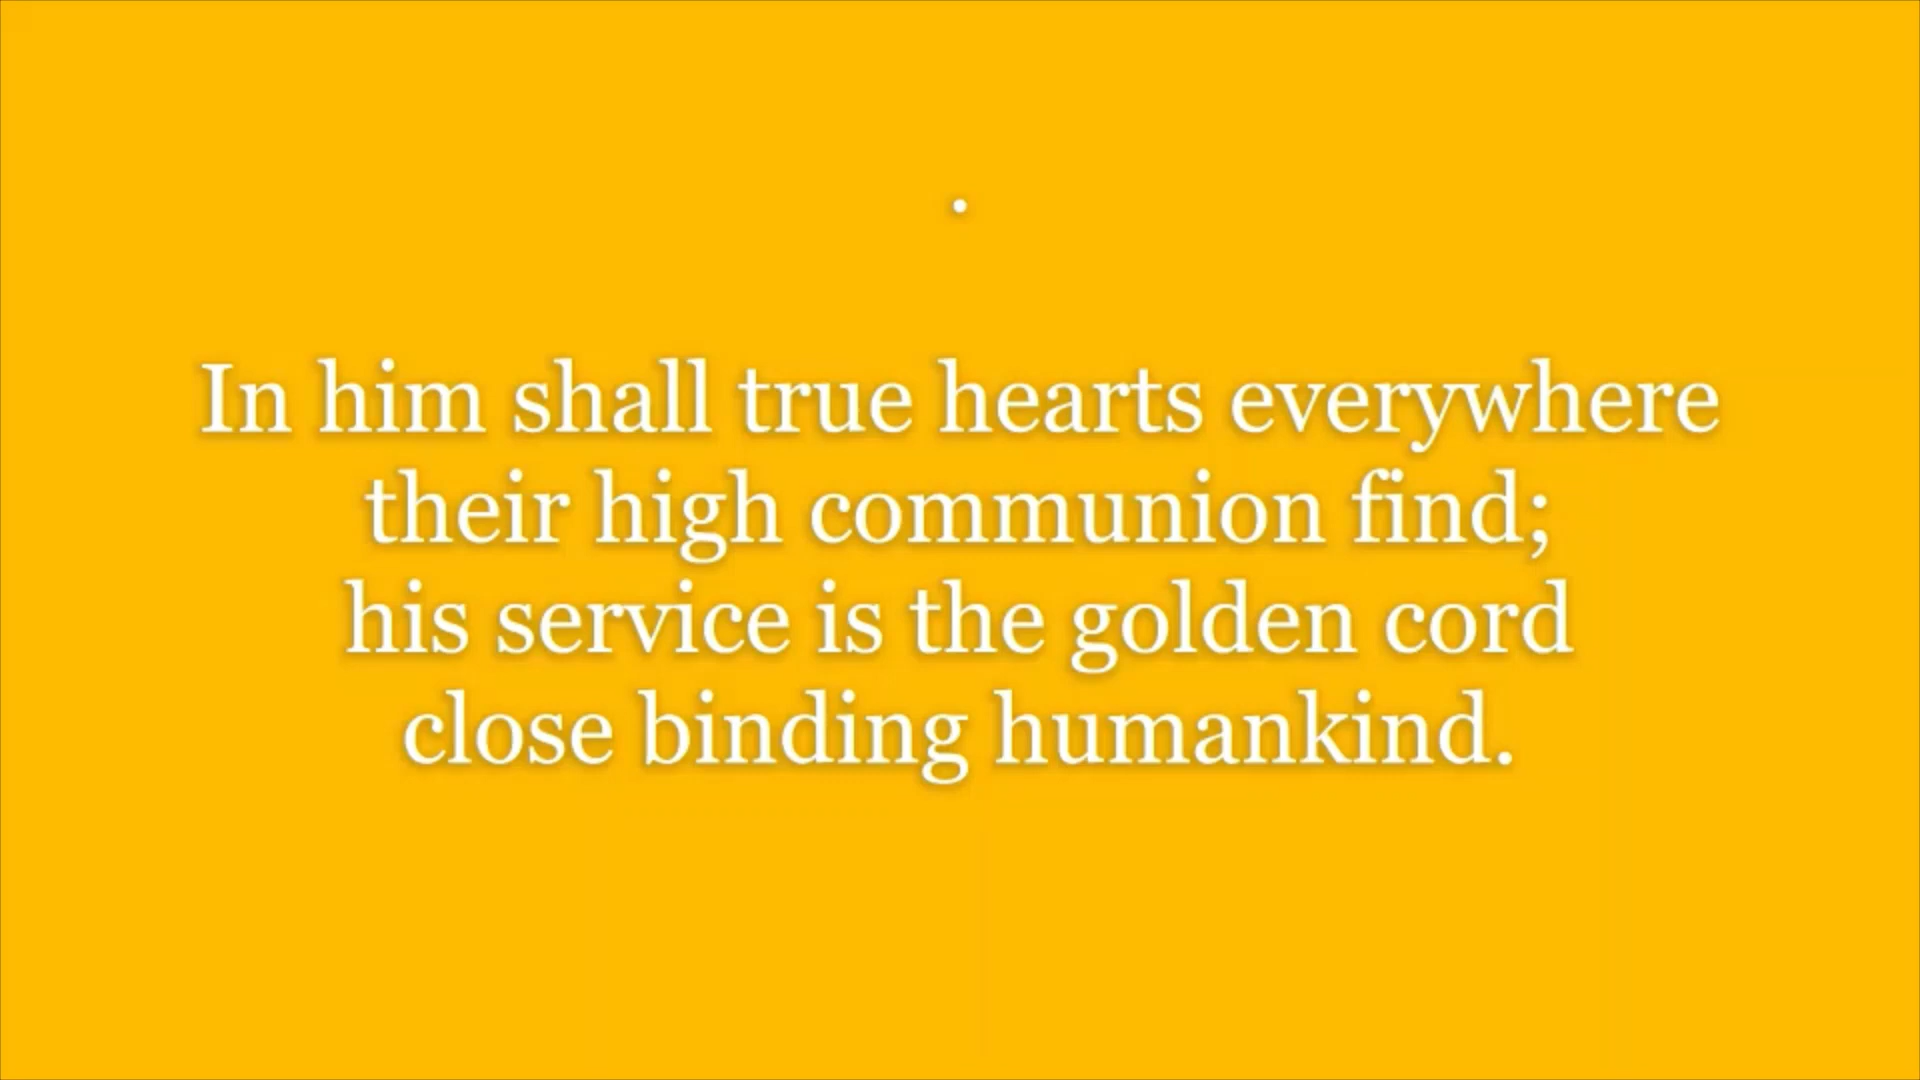 .
In him shall true hearts everywhere
their high communion find;
his service is the golden cord
close binding humankind.